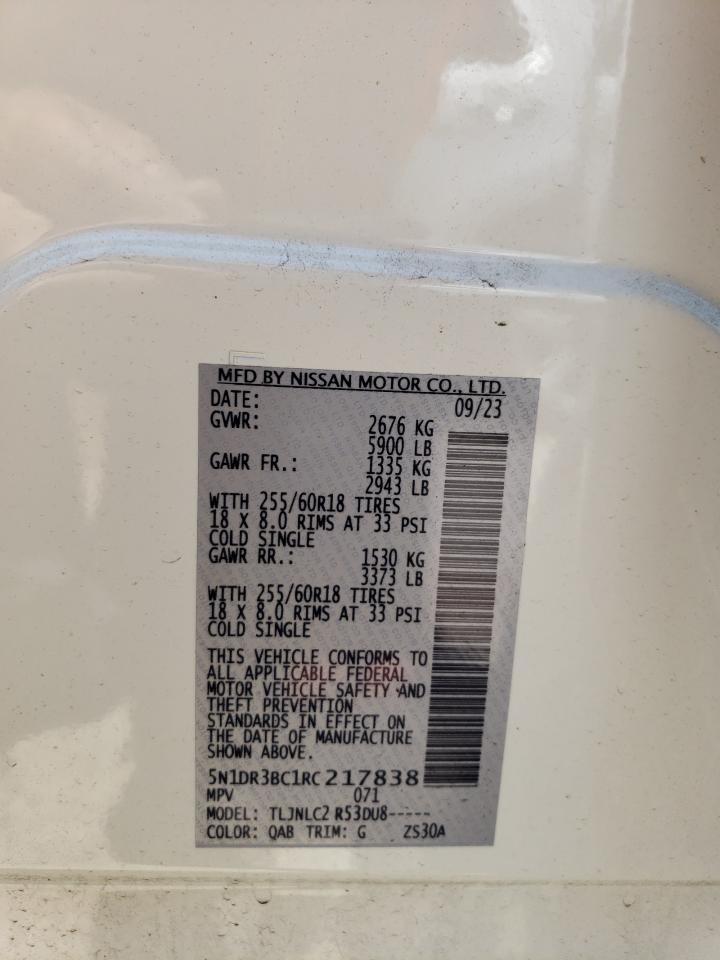 MFD BY NISSAN MOTOR CO., LTD.
DATE: 09/23
GVWR: 2676 KG
5900 LB
GAWR FR.: 1335 KG
2943 LB
WITH 255/60R18 TIRES
18 X 8.0 RIMS AT 33 PSI
COLD SINGLE
GAWR RR.: 1530 KG
3373 LB
WITH 255/60R18 TIRES
18 X 8.0 RIMS AT 33 PSI
COLD SINGLE
THIS VEHICLE CONFORMS TO
ALL APPLICABLE FEDERAL
MOTOR VEHICLE SAFETY AND
THEFT PREVENTION
STANDARDS IN EFFECT ON
THE DATE OF MANUFACTURE
SHOWN ABOVE.
5N1DR3BC1RC217838
MPV 071
MODEL: TLJNLC2 R53DU8-----
COLOR: QAB TRIM: G ZS30A